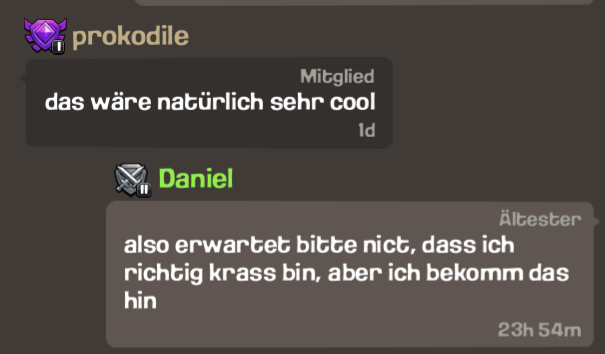 prokodile
Mitglied
das wäre natürlich sehr cool
1d
Daniel
Ältester
also erwartet bitte nict, dass ich
richtig krass bin, aber ich bekomm das
hin
23h 54m